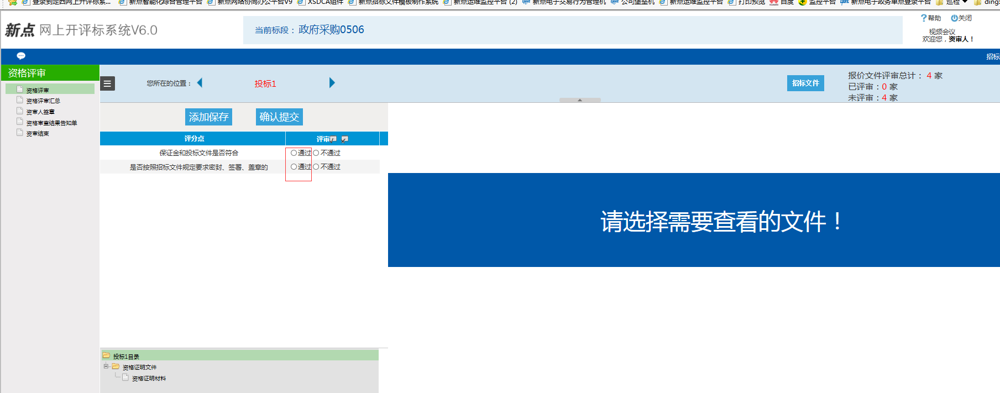 登录到定西网上开评标系...
新点智能化综合管理平台
新点网络协同办公平台V9
XSDCA组件
新点招标文件模板制作系统
新点运维监控平台 (2)
新点电子交易行为管理机
公司堡垒机
新点运维监控平台
打印预览
百度
监控平台
新点电子政务单点登录平台
巡检
新点 网上开评标系统V6.0
当前标段： 政府采购0506
帮助
关闭
视频会议
欢迎您，资审人！
招标
资格评审
资格评审
资格评审汇总
资审人签章
资格审查结果告知单
资审结束
您所在的位置：
投标1
招标文件
报价文件评审总计： 4 家
已评审：0 家
未评审：4 家
添加保存
确认提交
评分点
评审
保证金和投标文件是否符合
通过
不通过
是否按照招标文件规定要求密封、签署、盖章的
通过
不通过
请选择需要查看的文件！
投标1目录
资格证明文件
资格证明材料